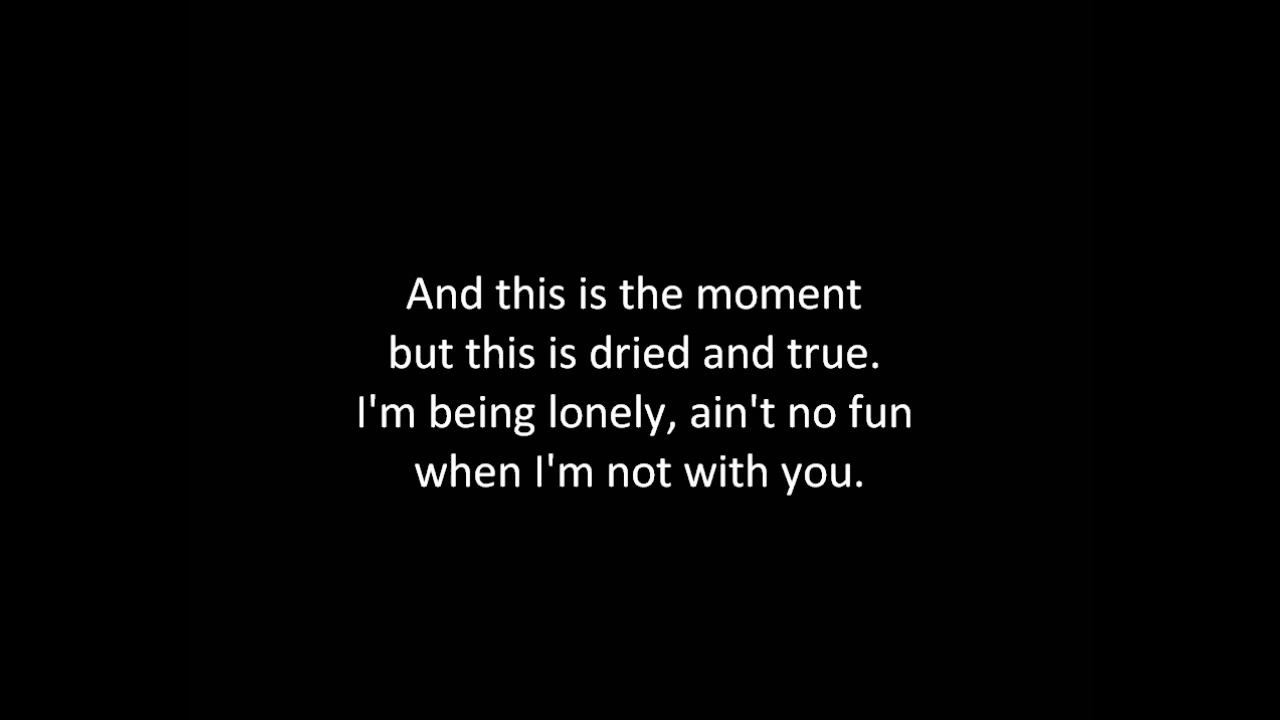 And this is the moment
but this is dried and true.
I'm being lonely, ain't no fun
when I'm not with you.